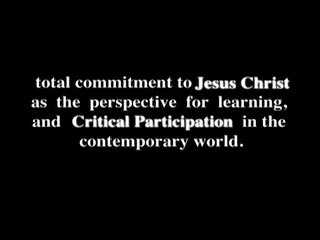 total commitment to Jesus Christ
as the perspective for learning,
and Critical Participation in the
contemporary world.